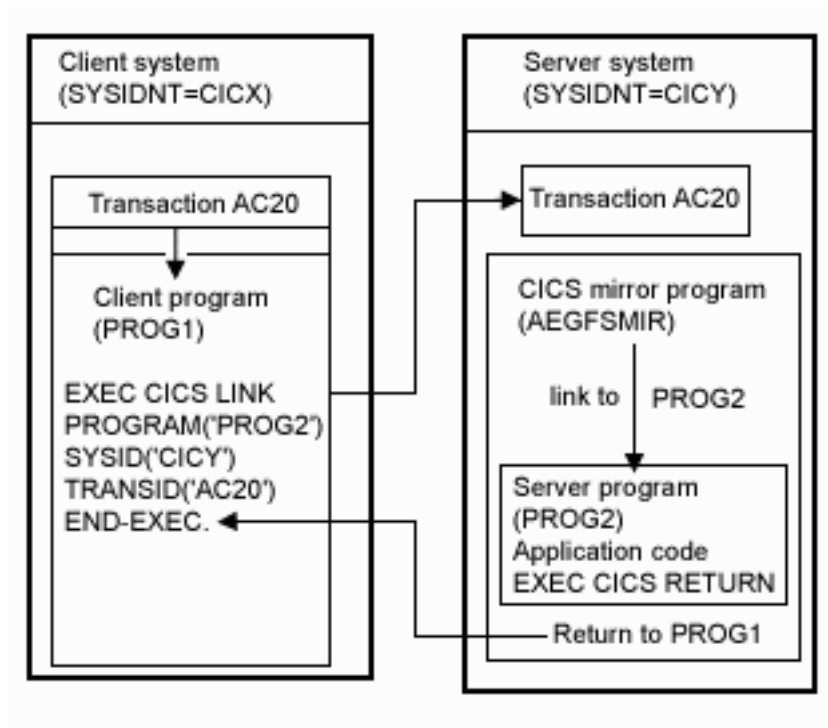 Client system
(SYSIDNT=CICX)
Transaction AC20
Client program
(PROG1)
EXEC CICS LINK
PROGRAM('PROG2')
SYSID('CICY')
TRANSID('AC20')
END-EXEC.
Server system
(SYSIDNT=CICY)
Transaction AC20
CICS mirror program
(AEGFSMIR)
link to PROG2
Server program
(PROG2)
Application code
EXEC CICS RETURN
Return to PROG1